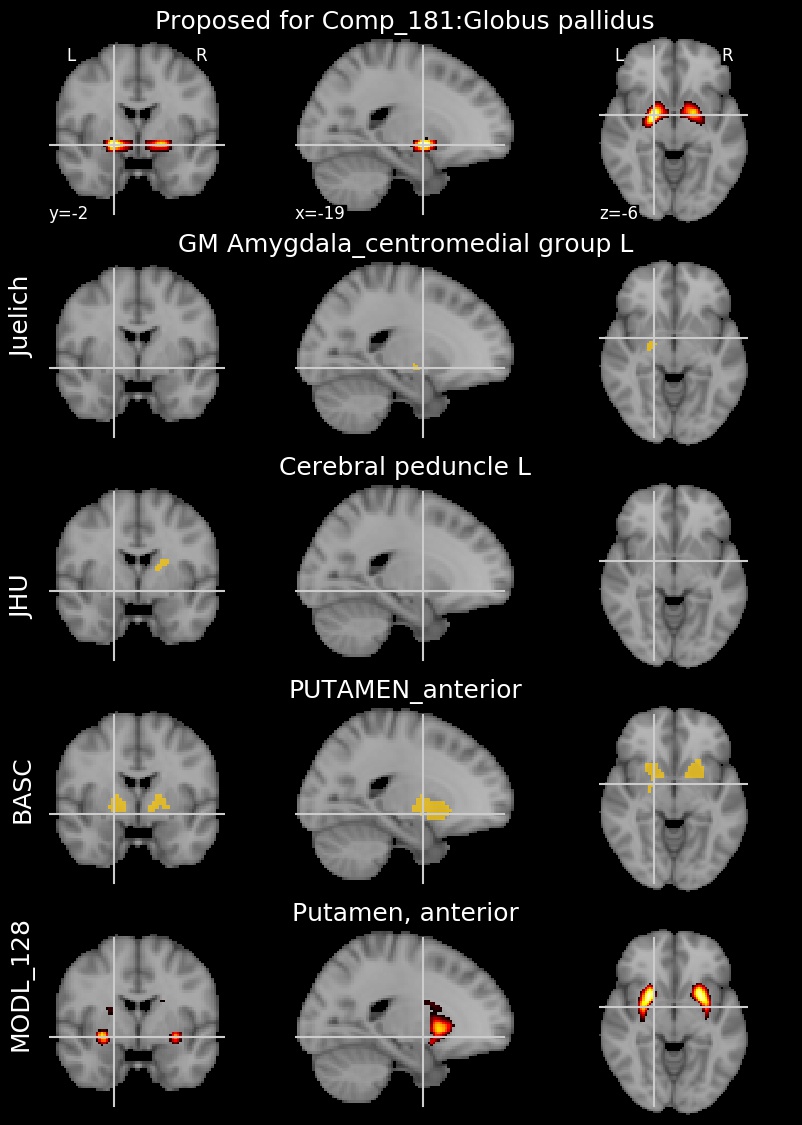 Proposed for Comp_181:Globus pallidus
L R L R
y=-2 x=-19 z=-6
GM Amygdala_centromedial group L
Juelich
Cerebral peduncle L
JHU
PUTAMEN_anterior
BASC
Putamen, anterior
MODL_128